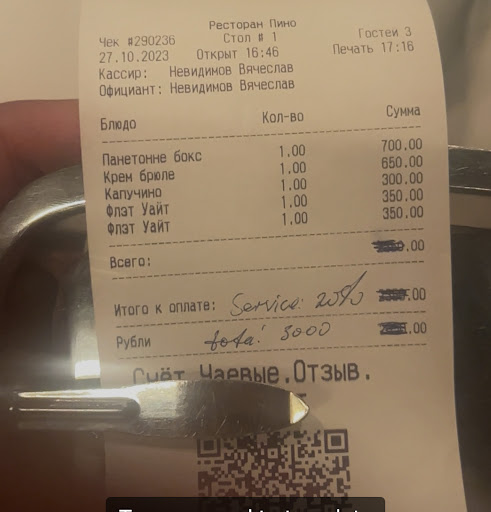 Ресторан Пино
Чек #290236 Стол # 1 Гостей 3
27.10.2023 Открыт 16:46 Печать 17:16
Кассир: Невидимов Вячеслав
Официант: Невидимов Вячеслав
Блюдо Кол-во Сумма
Панетонне бокс 1.00 700.00
Крем брюле 1.00 650.00
Капучино 1.00 300.00
Флэт Уайт 1.00 350.00
Флэт Уайт 1.00 350.00
Всего: .00
Итого к оплате: Service: 20% .00
Рубли total: 3000 .00
Счёт.Чаевые.Отзыв.